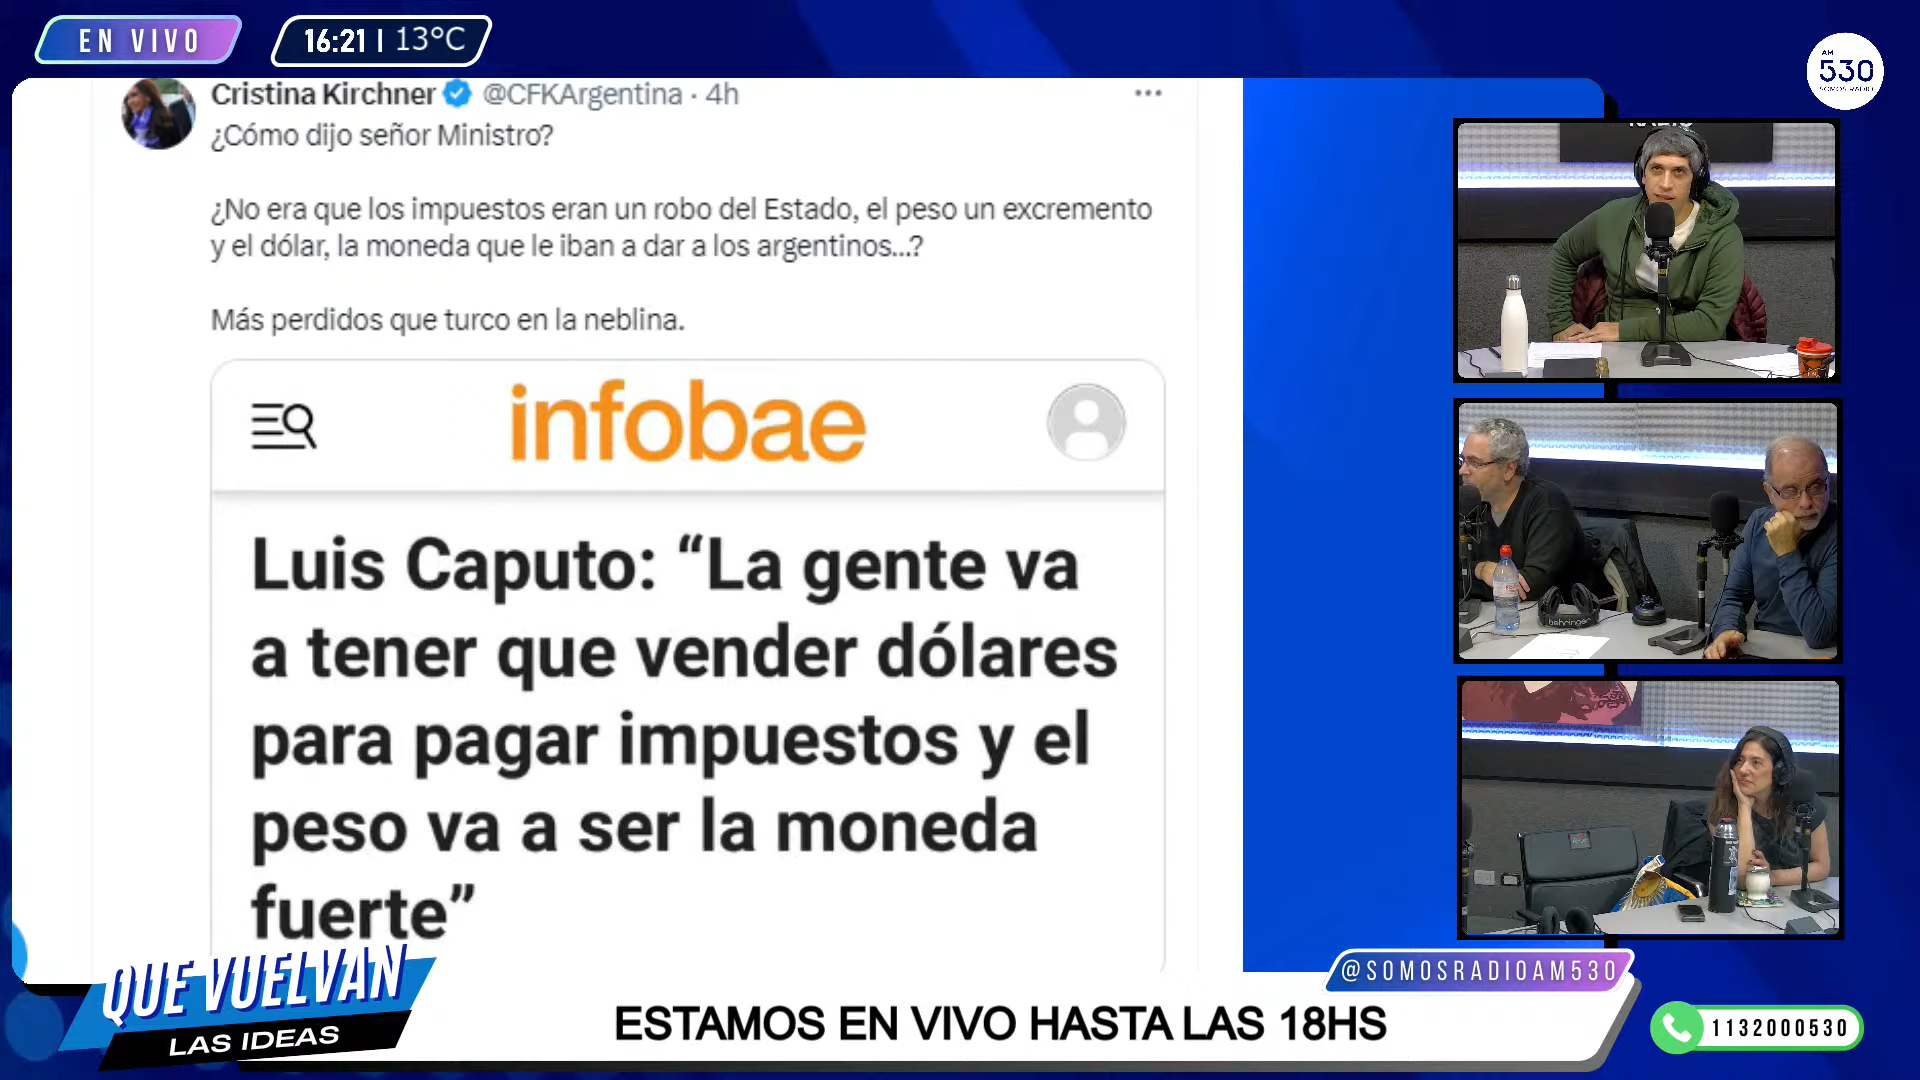 EN VIVO
16:21 | 13°C
AM
530
SOMOS RADIO
Cristina Kirchner @CFKArgentina · 4h
¿Cómo dijo señor Ministro?
¿No era que los impuestos eran un robo del Estado, el peso un excremento
y el dólar, la moneda que le iban a dar a los argentinos...?
Más perdidos que turco en la neblina.
infobae
Luis Caputo: “La gente va
a tener que vender dólares
para pagar impuestos y el
peso va a ser la moneda
fuerte”
behringer
QUE VUELVAN
LAS IDEAS
@SOMOSRADIOAM530
ESTAMOS EN VIVO HASTA LAS 18HS
1132000530